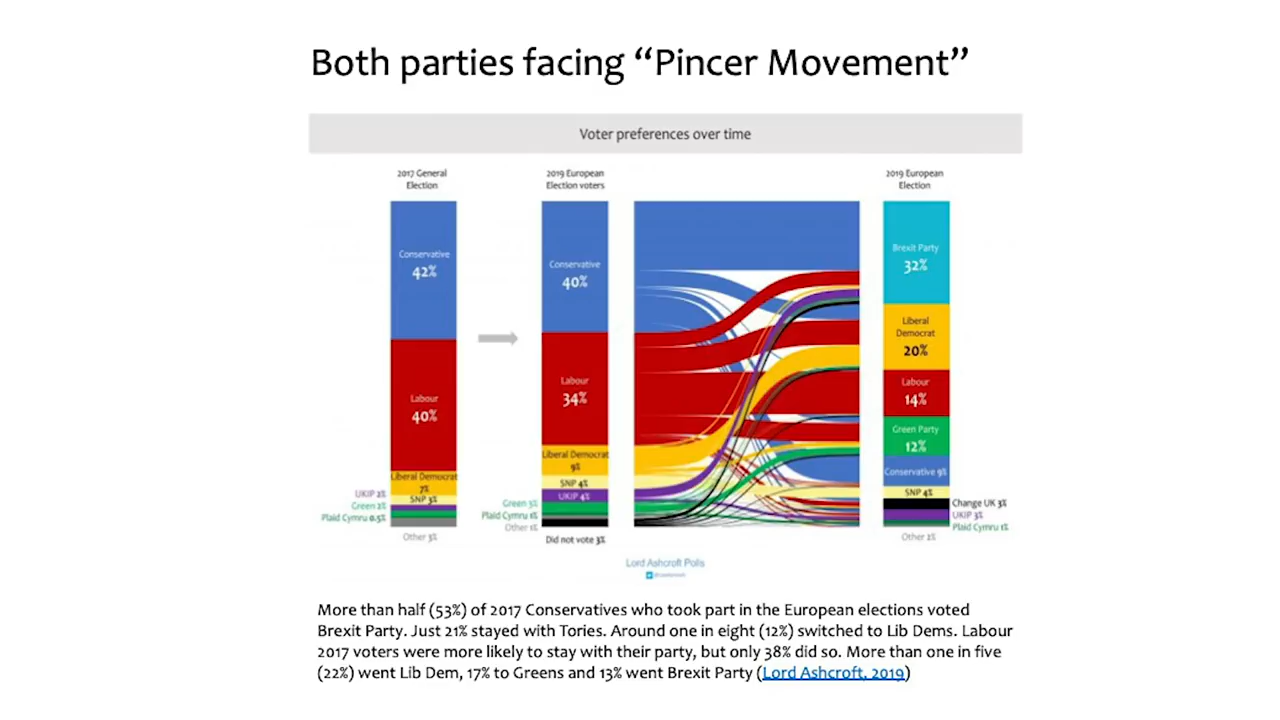 Both parties facing “Pincer Movement”
Voter preferences over time
2017 General
Election
2019 European
Election voters
2019 European
Election
Conservative
42%
Labour
40%
Liberal Democrat
7%
SNP 3%
UKIP 2%
Green 2%
Plaid Cymru 0.5%
Other 3%
Conservative
40%
Labour
34%
Liberal Democrat
9%
SNP 4%
UKIP 4%
Green 3%
Plaid Cymru 1%
Other 1%
Did not vote 3%
Brexit Party
32%
Liberal
Democrat
20%
Labour
14%
Green Party
12%
Conservative 9%
SNP 4%
Change UK 3%
UKIP 3%
Plaid Cymru 1%
Other 2%
Lord Ashcroft Polls
More than half (53%) of 2017 Conservatives who took part in the European elections voted
Brexit Party. Just 21% stayed with Tories. Around one in eight (12%) switched to Lib Dems. Labour
2017 voters were more likely to stay with their party, but only 38% did so. More than one in five
(22%) went Lib Dem, 17% to Greens and 13% went Brexit Party (Lord Ashcroft, 2019)